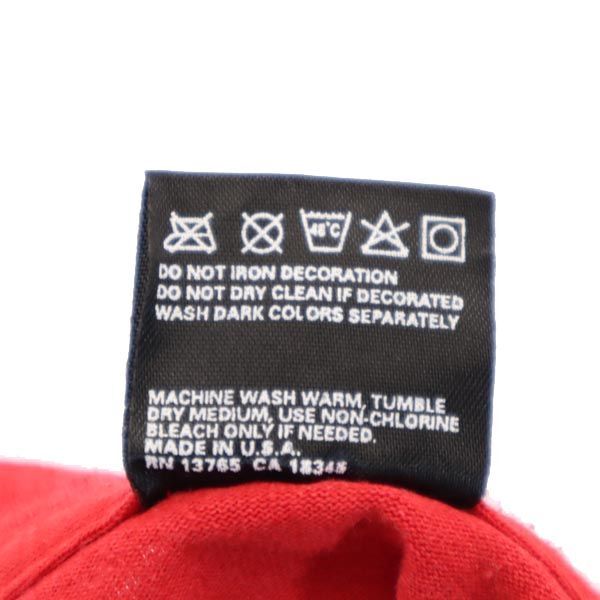 48°C
DO NOT IRON DECORATION
DO NOT DRY CLEAN IF DECORATED
WASH DARK COLORS SEPARATELY
MACHINE WASH WARM, TUMBLE
DRY MEDIUM, USE NON-CHLORINE
BLEACH ONLY IF NEEDED.
MADE IN U.S.A.
RN 13765 CA